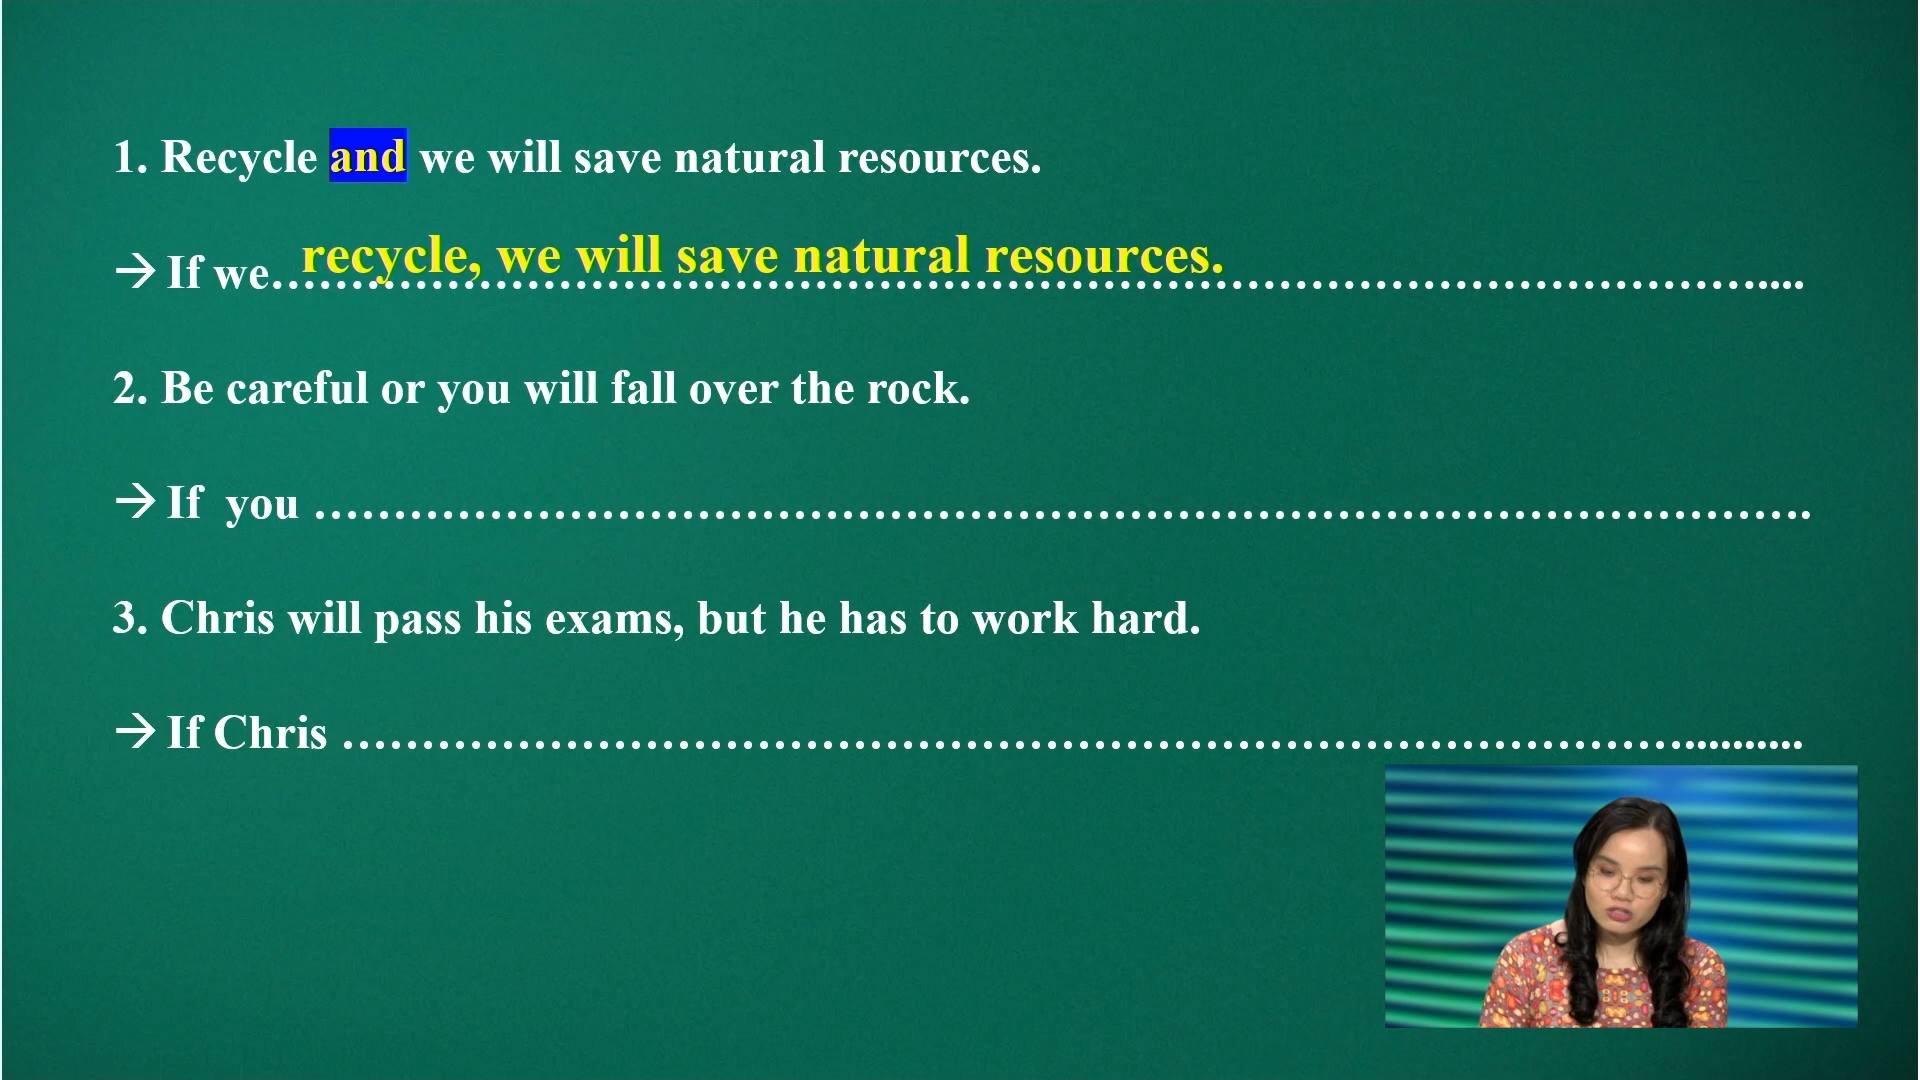 1. Recycle and we will save natural resources.
→ If we recycle, we will save natural resources. ..............................
2. Be careful or you will fall over the rock.
→ If you ................................................................................
3. Chris will pass his exams, but he has to work hard.
→ If Chris ................................................................................